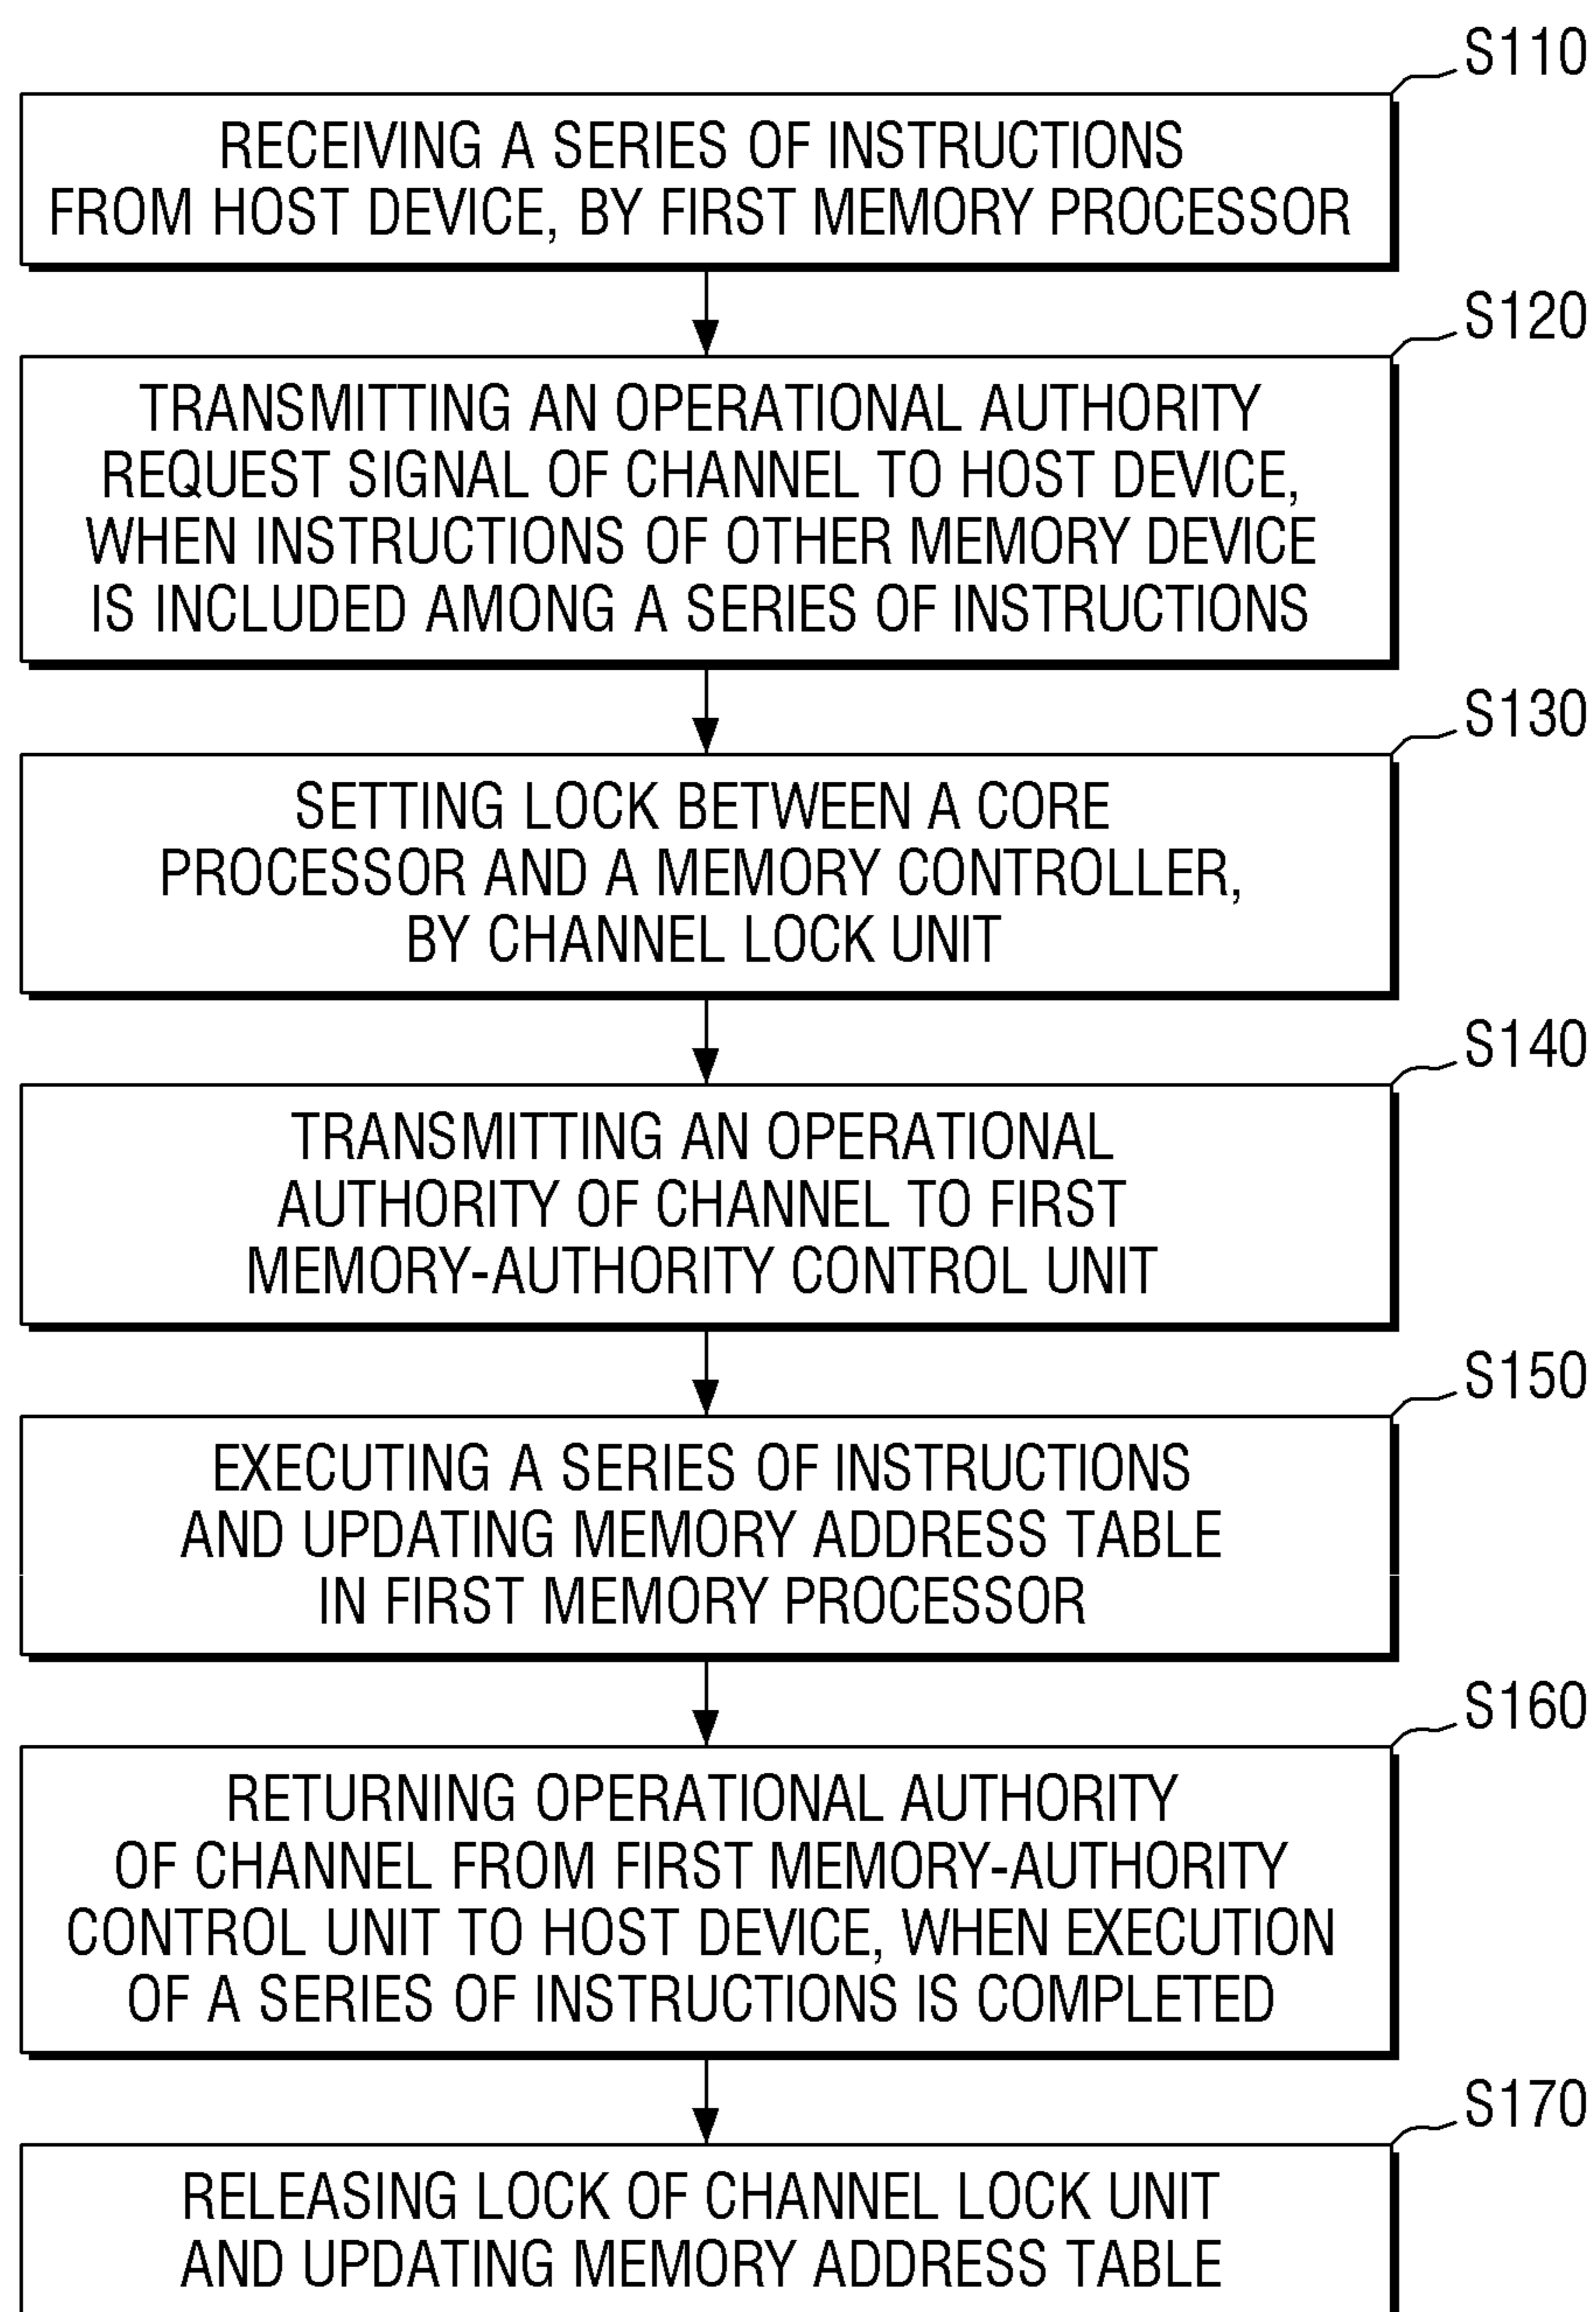 S110
RECEIVING A SERIES OF INSTRUCTIONS
FROM HOST DEVICE, BY FIRST MEMORY PROCESSOR
S120
TRANSMITTING AN OPERATIONAL AUTHORITY
REQUEST SIGNAL OF CHANNEL TO HOST DEVICE,
WHEN INSTRUCTIONS OF OTHER MEMORY DEVICE
IS INCLUDED AMONG A SERIES OF INSTRUCTIONS
S130
SETTING LOCK BETWEEN A CORE
PROCESSOR AND A MEMORY CONTROLLER,
BY CHANNEL LOCK UNIT
S140
TRANSMITTING AN OPERATIONAL
AUTHORITY OF CHANNEL TO FIRST
MEMORY-AUTHORITY CONTROL UNIT
S150
EXECUTING A SERIES OF INSTRUCTIONS
AND UPDATING MEMORY ADDRESS TABLE
IN FIRST MEMORY PROCESSOR
S160
RETURNING OPERATIONAL AUTHORITY
OF CHANNEL FROM FIRST MEMORY-AUTHORITY
CONTROL UNIT TO HOST DEVICE, WHEN EXECUTION
OF A SERIES OF INSTRUCTIONS IS COMPLETED
S170
RELEASING LOCK OF CHANNEL LOCK UNIT
AND UPDATING MEMORY ADDRESS TABLE